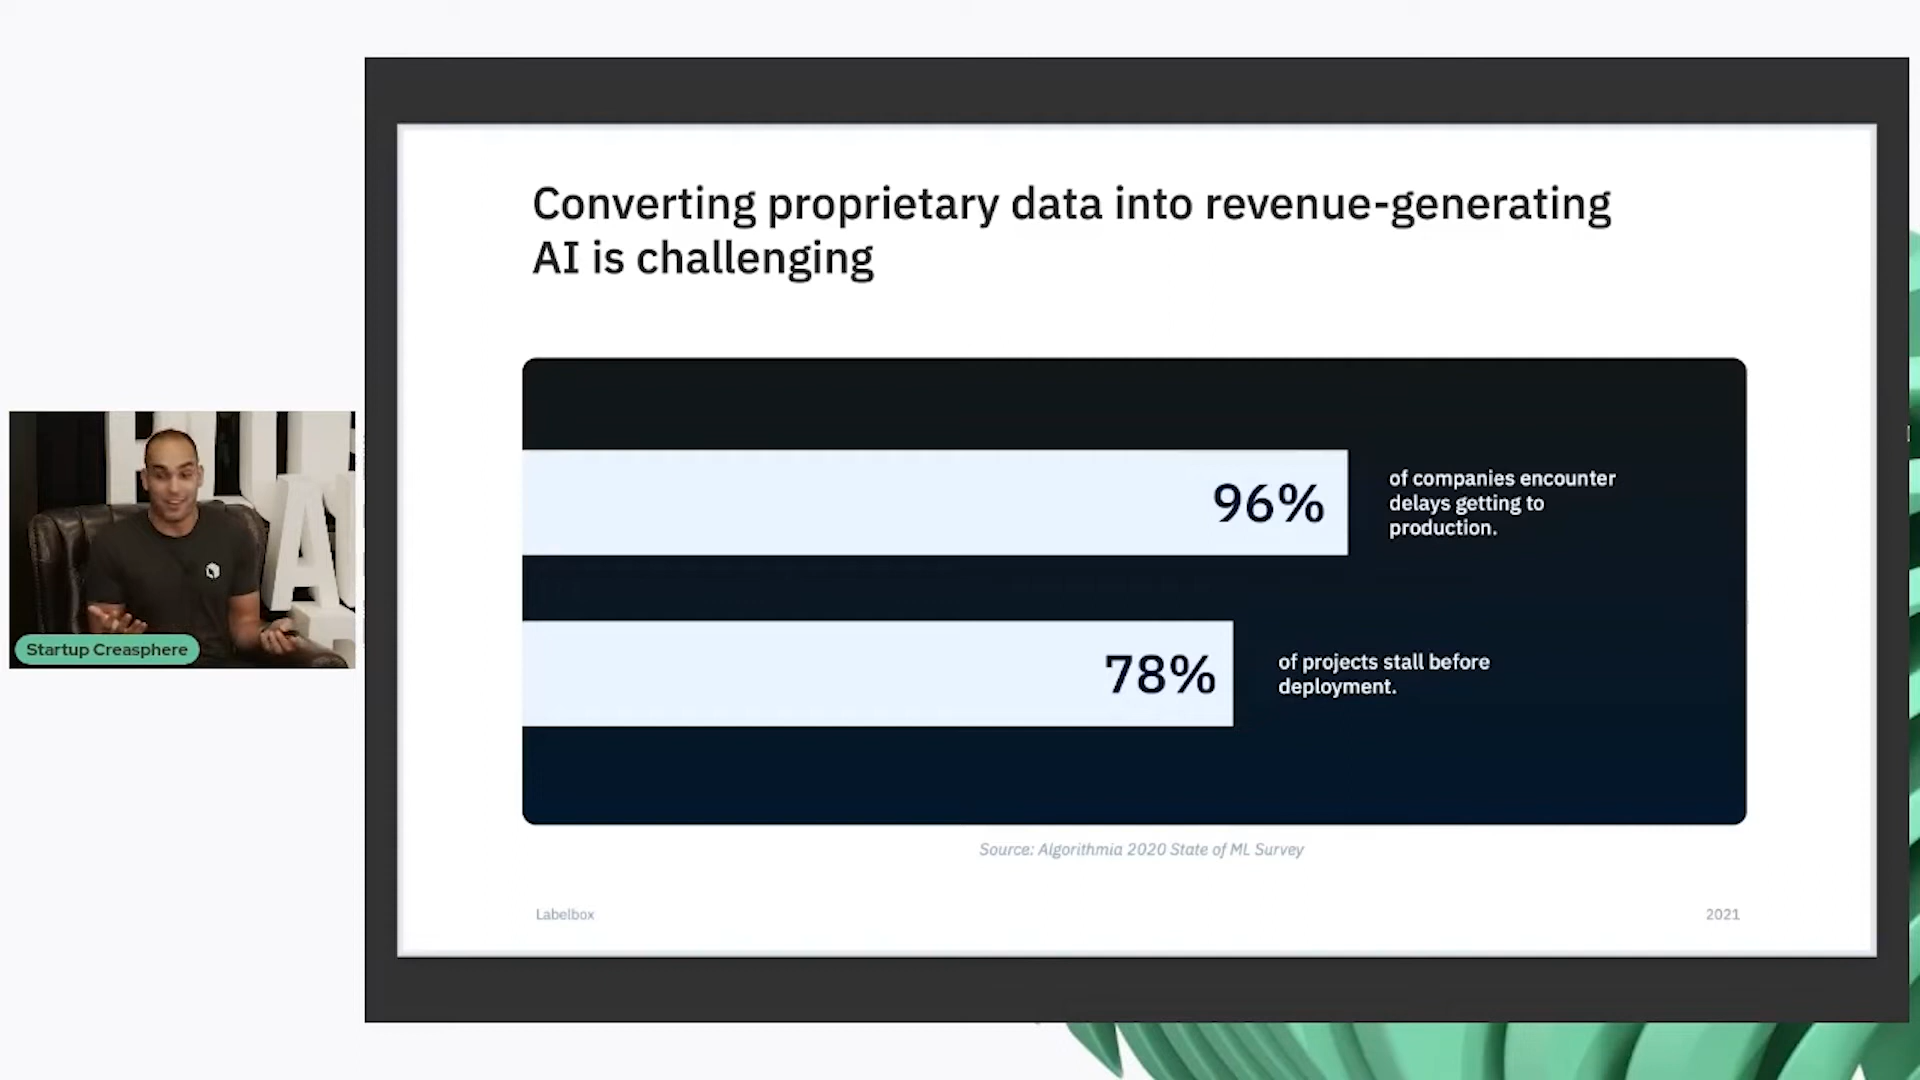 Converting proprietary data into revenue-generating
AI is challenging
96%
of companies encounter
delays getting to
production.
78%
of projects stall before
deployment.
Source: Algorithmia 2020 State of ML Survey
Labelbox
2021
Startup Creasphere